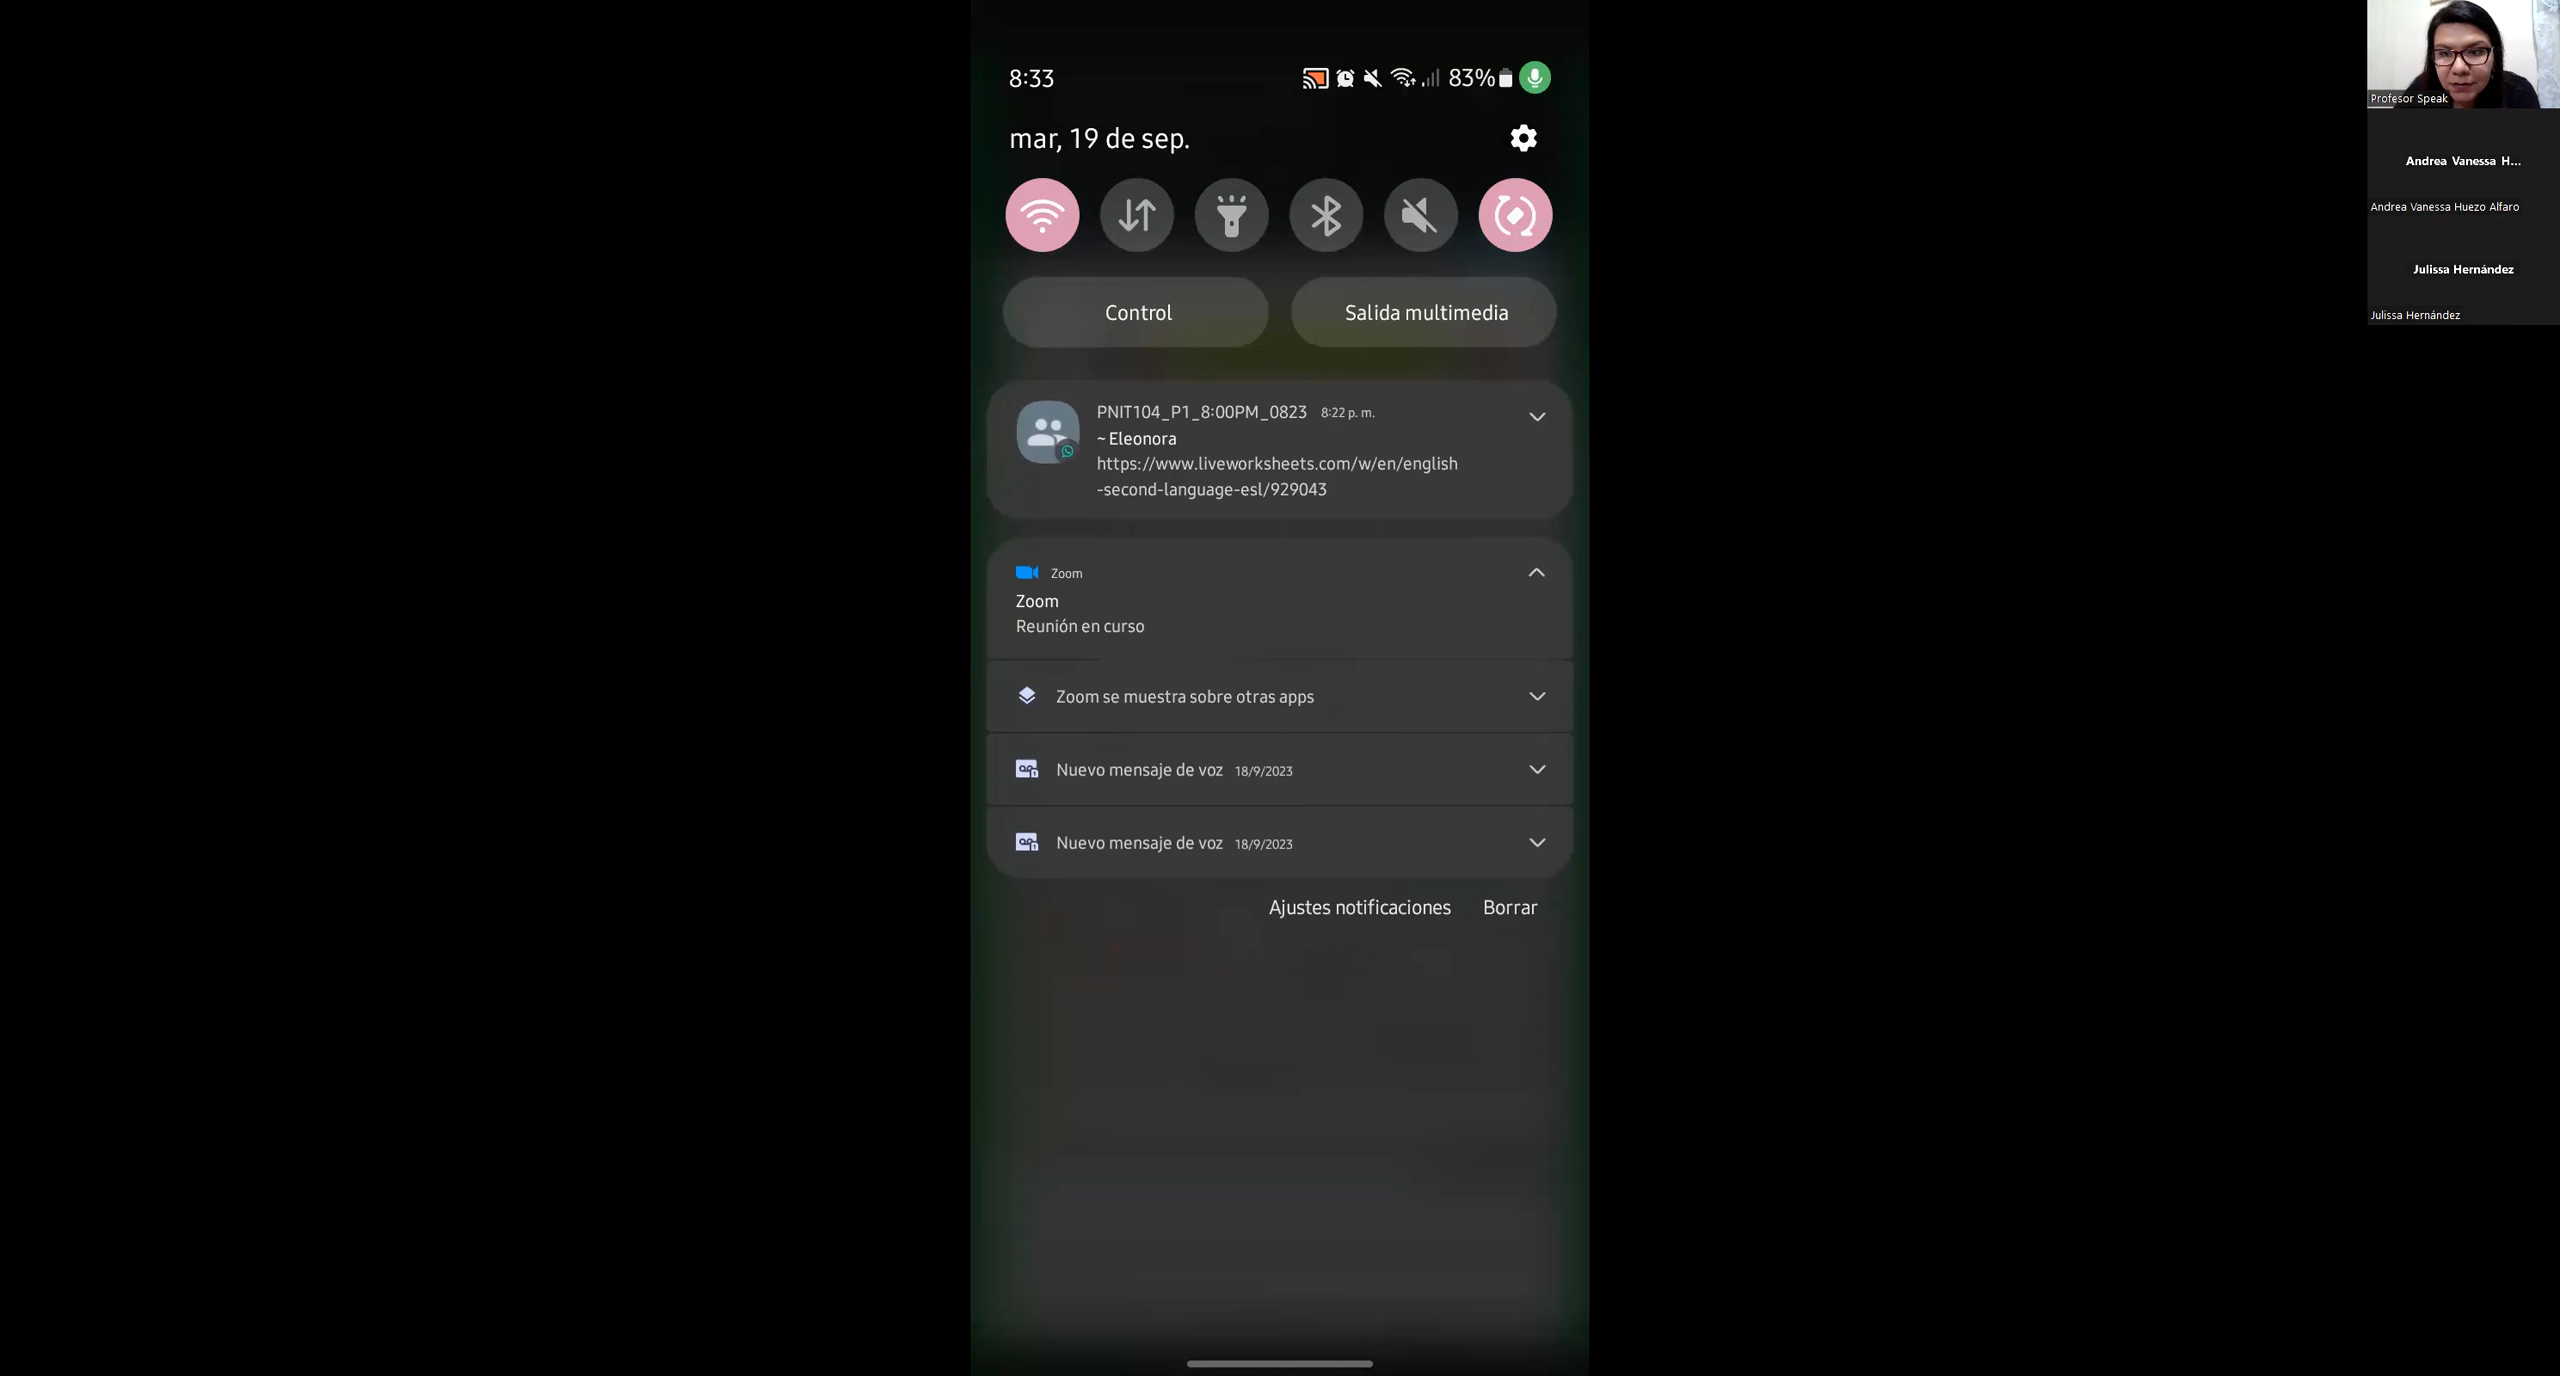 8:33
83%
mar, 19 de sep.
Control
Salida multimedia
PNIT104_P1_8:00PM_0823 8:22 p. m.
~ Eleonora
https://www.liveworksheets.com/w/en/english
-second-language-esl/929043
Zoom
Zoom
Reunión en curso
Zoom se muestra sobre otras apps
Nuevo mensaje de voz 18/9/2023
Nuevo mensaje de voz 18/9/2023
Ajustes notificaciones
Borrar
Profesor Speak
Andrea Vanessa H...
Andrea Vanessa Huezo Alfaro
Julissa Hernández
Julissa Hernández